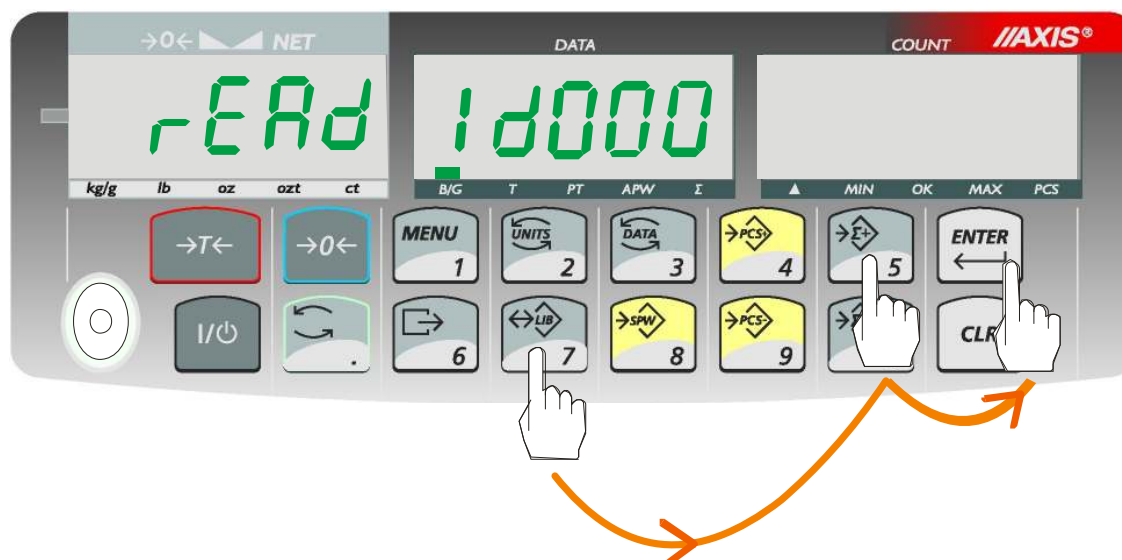 →0← NET
DATA
COUNT //AXIS®
rEAd
1d000
kg/g lb oz ozt ct
B/G T PT APW Σ
▲ MIN OK MAX PCS
→T← →0← MENU 1 UNITS 2 DATA 3 →PCS+ 4 →Σ+ 5 ENTER
I/⏻ . 6 ↔LIB 7 →SPW 8 →PCS- 9